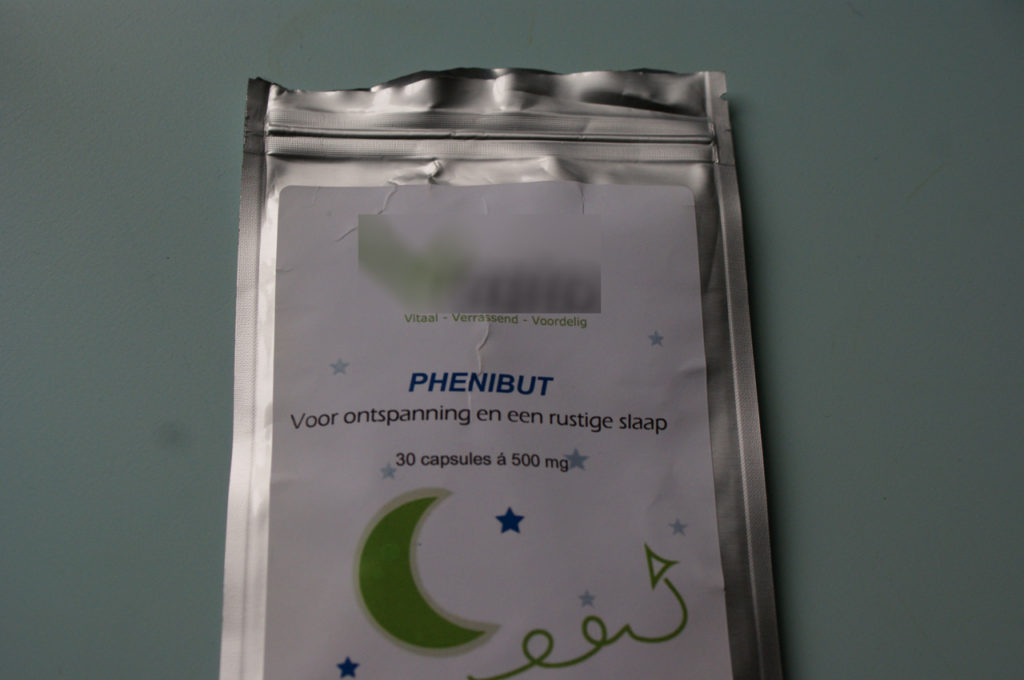 Vitaal - Verrassend - Voordelig
PHENIBUT
Voor ontspanning en een rustige slaap
30 capsules á 500 mg